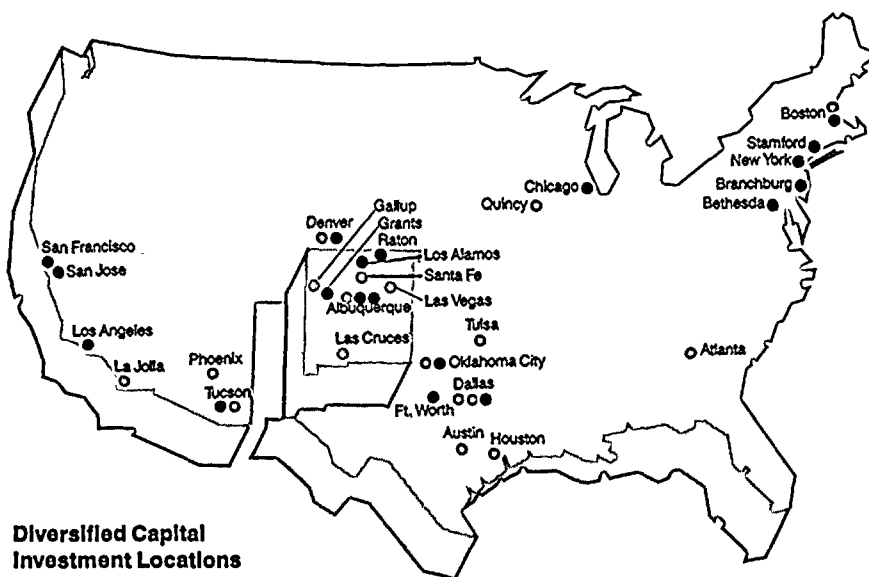 Boston
Stamford
New York
Chicago
Branchburg
Quincy
Bethesda
Gallup
Denver
Grants
Raton
San Francisco
Los Alamos
San Jose
Santa Fe
Las Vegas
Albuquerque
Los Angeles
Tulsa
Las Cruces
Atlanta
Phoenix
Oklahoma City
La Jolla
Dallas
Tucson
Ft. Worth
Austin
Houston
Diversified Capital
Investment Locations